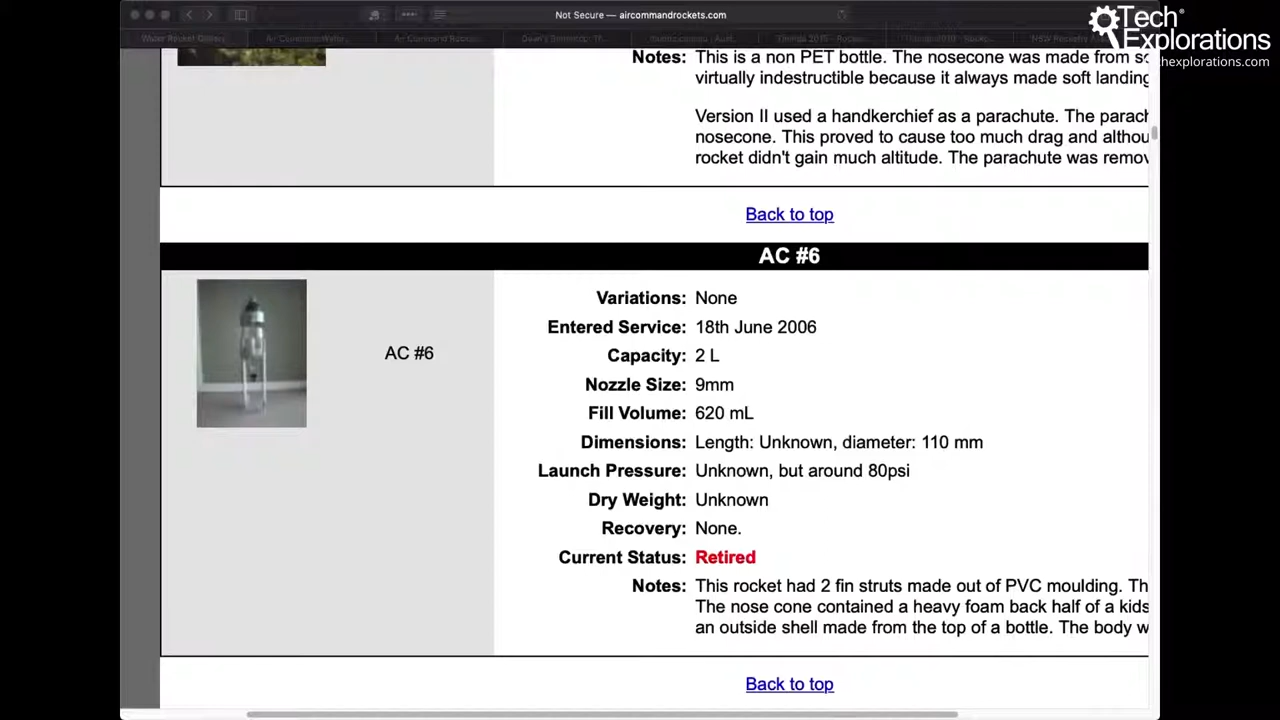 Not Secure — aircommandrockets.com
Tech
Explorations
techexplorations.com
Notes: This is a non PET bottle. The nosecone was made from
virtually indestructible because it always made soft landing
Version II used a handkerchief as a parachute. The parach
nosecone. This proved to cause too much drag and althou
rocket didn't gain much altitude. The parachute was remov
Back to top
AC #6
AC #6
Variations: None
Entered Service: 18th June 2006
Capacity: 2 L
Nozzle Size: 9mm
Fill Volume: 620 mL
Dimensions: Length: Unknown, diameter: 110 mm
Launch Pressure: Unknown, but around 80psi
Dry Weight: Unknown
Recovery: None.
Current Status: Retired
Notes: This rocket had 2 fin struts made out of PVC moulding. Th
The nose cone contained a heavy foam back half of a kids
an outside shell made from the top of a bottle. The body w
Back to top